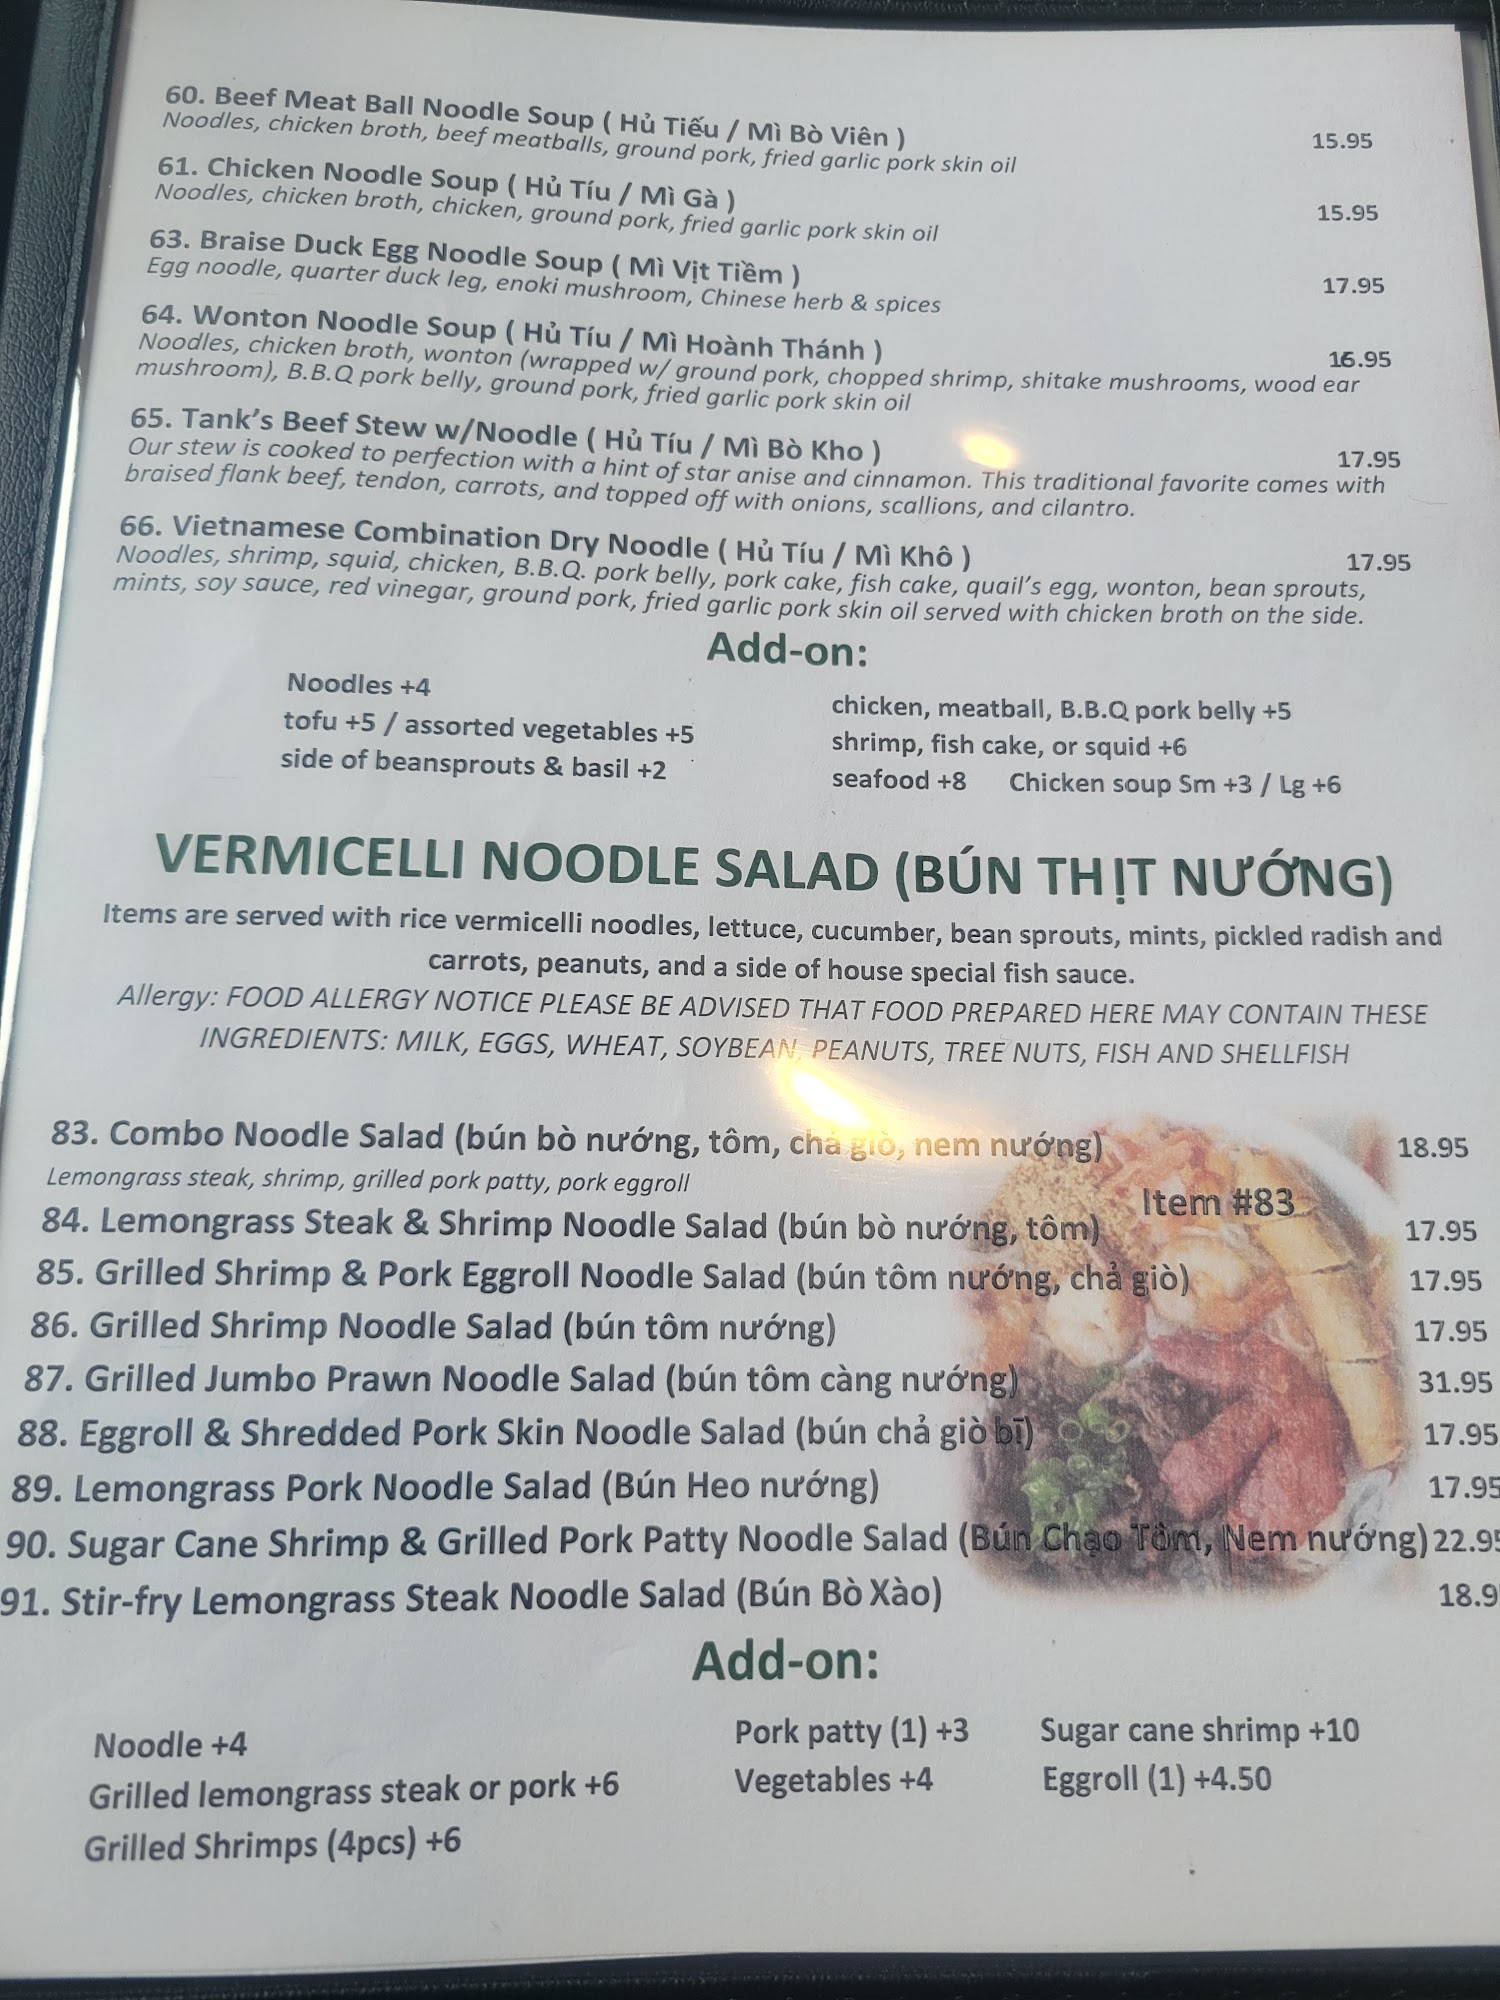 60. Beef Meat Ball Noodle Soup ( Hủ Tiếu / Mì Bò Viên ) 15.95
Noodles, chicken broth, beef meatballs, ground pork, fried garlic pork skin oil
61. Chicken Noodle Soup ( Hủ Tíu / Mì Gà ) 15.95
Noodles, chicken broth, chicken, ground pork, fried garlic pork skin oil
63. Braise Duck Egg Noodle Soup ( Mì Vịt Tiềm ) 17.95
Egg noodle, quarter duck leg, enoki mushroom, Chinese herb & spices
64. Wonton Noodle Soup ( Hủ Tíu / Mì Hoành Thánh ) 16.95
Noodles, chicken broth, wonton (wrapped w/ ground pork, chopped shrimp, shitake mushrooms, wood ear
mushroom), B.B.Q pork belly, ground pork, fried garlic pork skin oil
65. Tank's Beef Stew w/Noodle ( Hủ Tíu / Mì Bò Kho ) 17.95
Our stew is cooked to perfection with a hint of star anise and cinnamon. This traditional favorite comes with
braised flank beef, tendon, carrots, and topped off with onions, scallions, and cilantro.
66. Vietnamese Combination Dry Noodle ( Hủ Tíu / Mì Khô ) 17.95
Noodles, shrimp, squid, chicken, B.B.Q. pork belly, pork cake, fish cake, quail's egg, wonton, bean sprouts,
mints, soy sauce, red vinegar, ground pork, fried garlic pork skin oil served with chicken broth on the side.
Add-on:
Noodles +4
tofu +5 / assorted vegetables +5
side of beansprouts & basil +2
chicken, meatball, B.B.Q pork belly +5
shrimp, fish cake, or squid +6
seafood +8 Chicken soup Sm +3 / Lg +6
VERMICELLI NOODLE SALAD (BÚN THỊT NƯỚNG)
Items are served with rice vermicelli noodles, lettuce, cucumber, bean sprouts, mints, pickled radish and
carrots, peanuts, and a side of house special fish sauce.
Allergy: FOOD ALLERGY NOTICE PLEASE BE ADVISED THAT FOOD PREPARED HERE MAY CONTAIN THESE
INGREDIENTS: MILK, EGGS, WHEAT, SOYBEAN, PEANUTS, TREE NUTS, FISH AND SHELLFISH
83. Combo Noodle Salad (bún bò nướng, tôm, chả giò, nem nướng) 18.95
Lemongrass steak, shrimp, grilled pork patty, pork eggroll
Item #83
84. Lemongrass Steak & Shrimp Noodle Salad (bún bò nướng, tôm) 17.95
85. Grilled Shrimp & Pork Eggroll Noodle Salad (bún tôm nướng, chả giò) 17.95
86. Grilled Shrimp Noodle Salad (bún tôm nướng) 17.95
87. Grilled Jumbo Prawn Noodle Salad (bún tôm càng nướng) 31.95
88. Eggroll & Shredded Pork Skin Noodle Salad (bún chả giò bī) 17.95
89. Lemongrass Pork Noodle Salad (Bún Heo nướng) 17.95
90. Sugar Cane Shrimp & Grilled Pork Patty Noodle Salad (Bún Chạo Tôm, Nem nướng) 22.95
91. Stir-fry Lemongrass Steak Noodle Salad (Bún Bò Xào) 18.9
Add-on:
Noodle +4
Grilled lemongrass steak or pork +6
Grilled Shrimps (4pcs) +6
Pork patty (1) +3
Vegetables +4
Sugar cane shrimp +10
Eggroll (1) +4.50